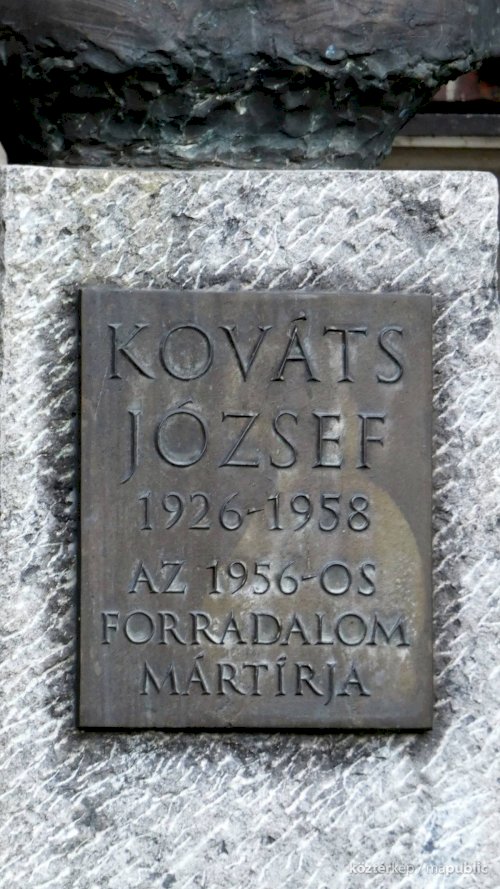 KOVÁTS
JÓZSEF
1926-1958
AZ 1956-OS
FORRADALOM
MÁRTÍRJA
köztérkép / mapublic